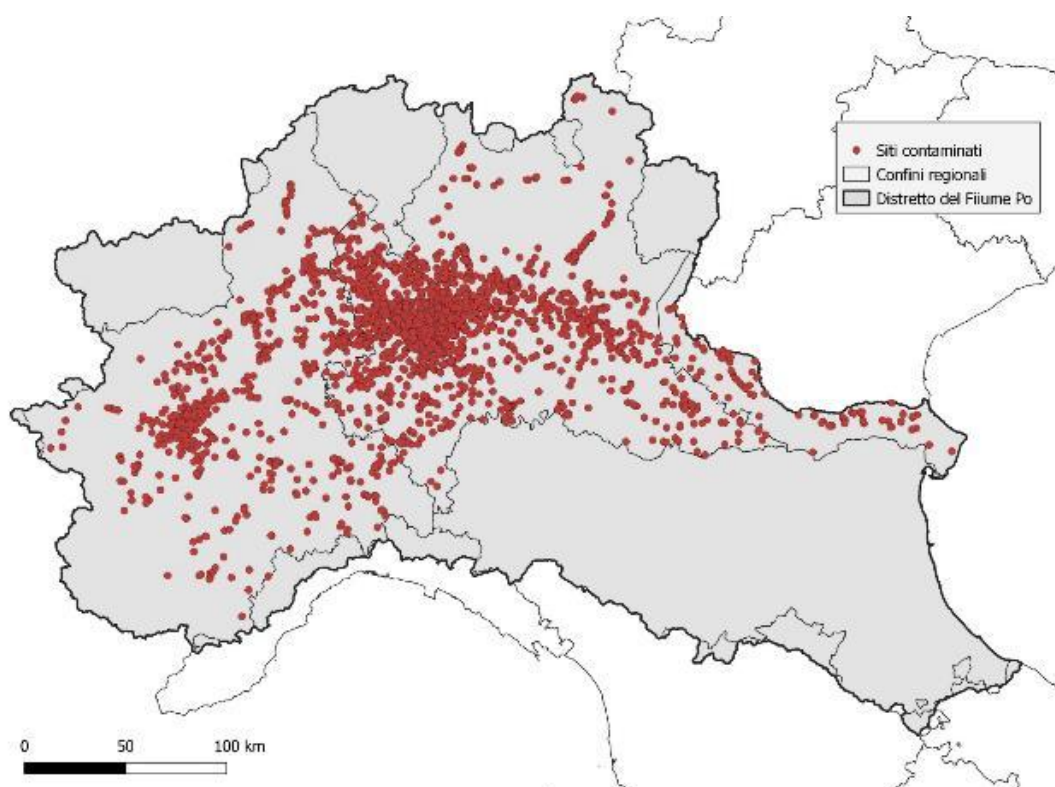 Siti contaminati
Confini regionali
Distretto del Fiiume Po
0 50 100 km